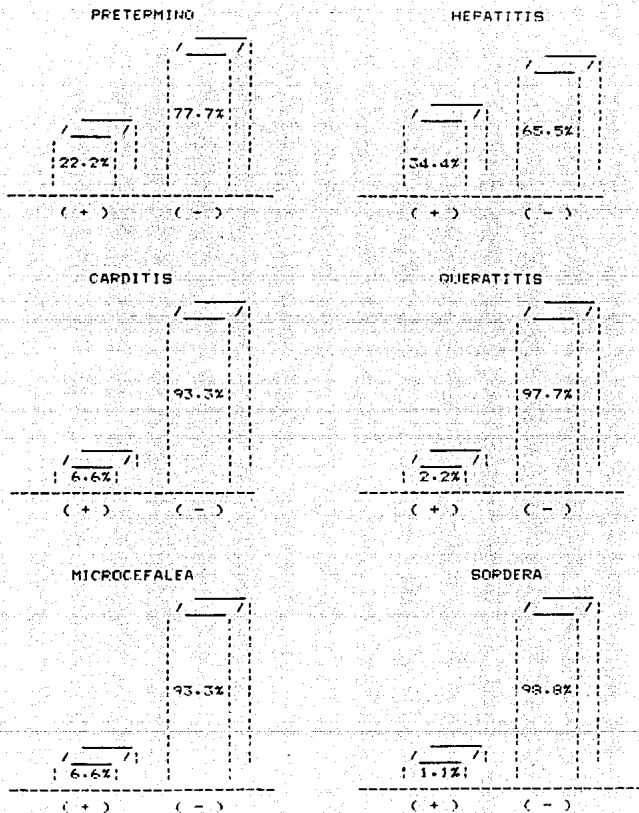 PRETERMINO
HEPATITIS
77.7%
22.2%
65.5%
34.4%
( + ) ( - )
( + ) ( - )
CARDITIS
QUERATITIS
93.3%
97.7%
6.6%
2.2%
( + ) ( - )
( + ) ( - )
MICROCEFALEA
SORDERA
93.3%
98.8%
6.6%
1.1%
( + ) ( - )
( + ) ( - )